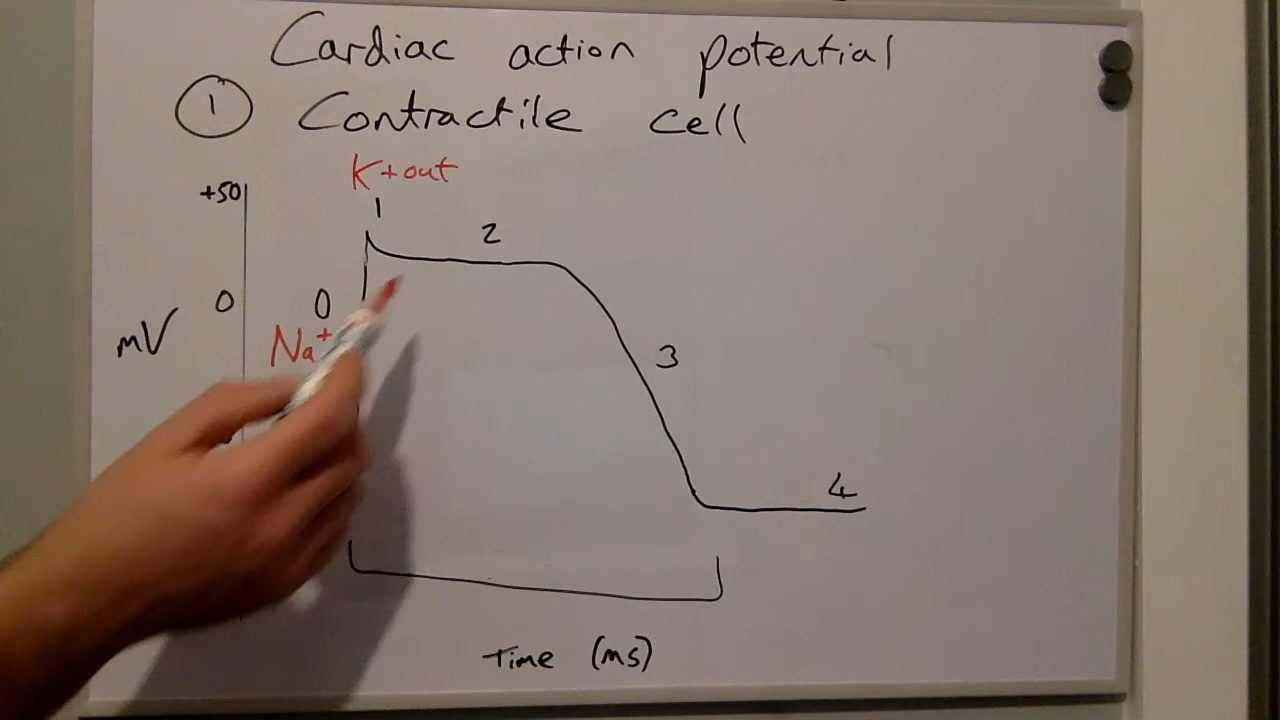 Cardiac action potential
1 Contractile cell
K+out
+50
1
2
0
0
mV
Na+
3
4
Time (ms)